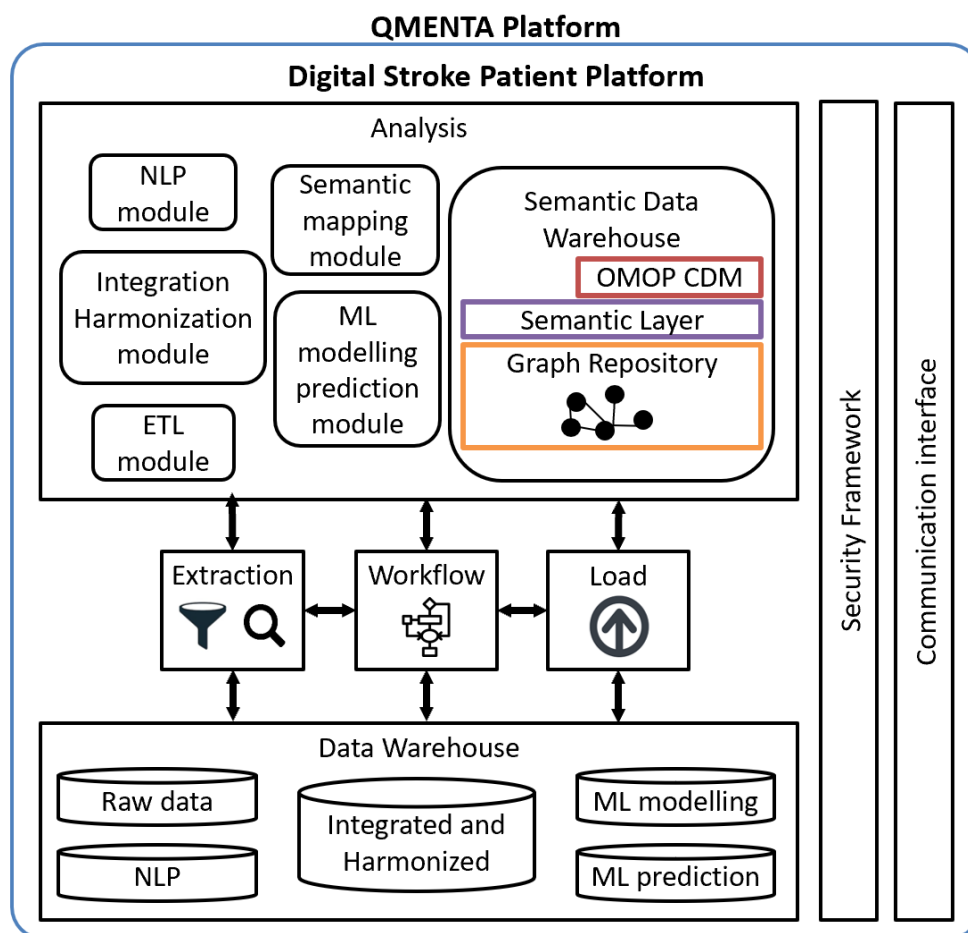 QMENTA Platform
Digital Stroke Patient Platform
Analysis
NLP
module
Integration
Harmonization
module
ETL
module
Semantic
mapping
module
ML
modelling
prediction
module
Semantic Data
Warehouse
OMOP CDM
Semantic Layer
Graph Repository
Extraction
Workflow
Load
Data Warehouse
Raw data
NLP
Integrated and
Harmonized
ML modelling
ML prediction
Security Framework
Communication interface